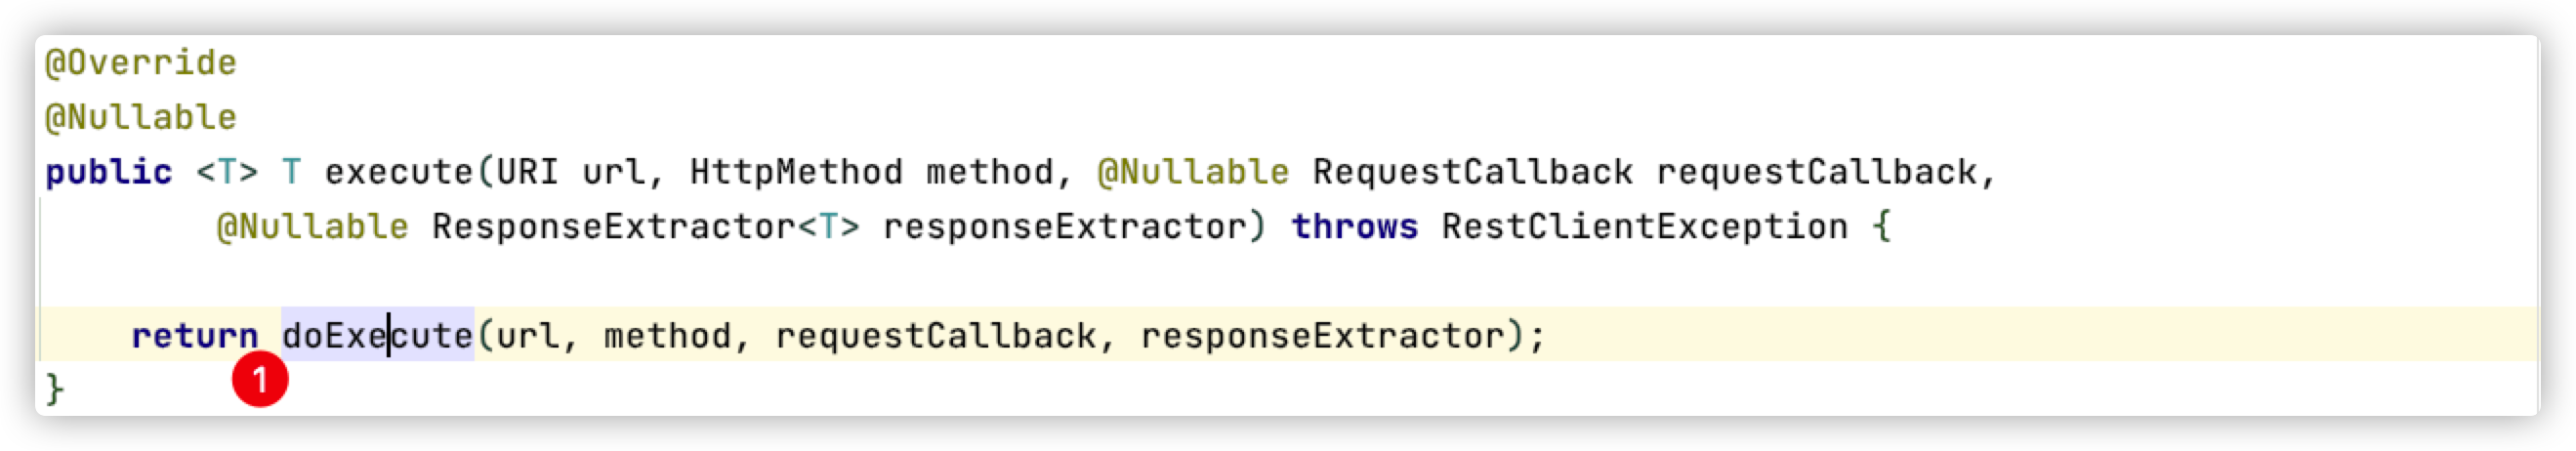 @Override
@Nullable
public <T> T execute(URI url, HttpMethod method, @Nullable RequestCallback requestCallback,
        @Nullable ResponseExtractor<T> responseExtractor) throws RestClientException {
    return doExecute(url, method, requestCallback, responseExtractor);
1
}